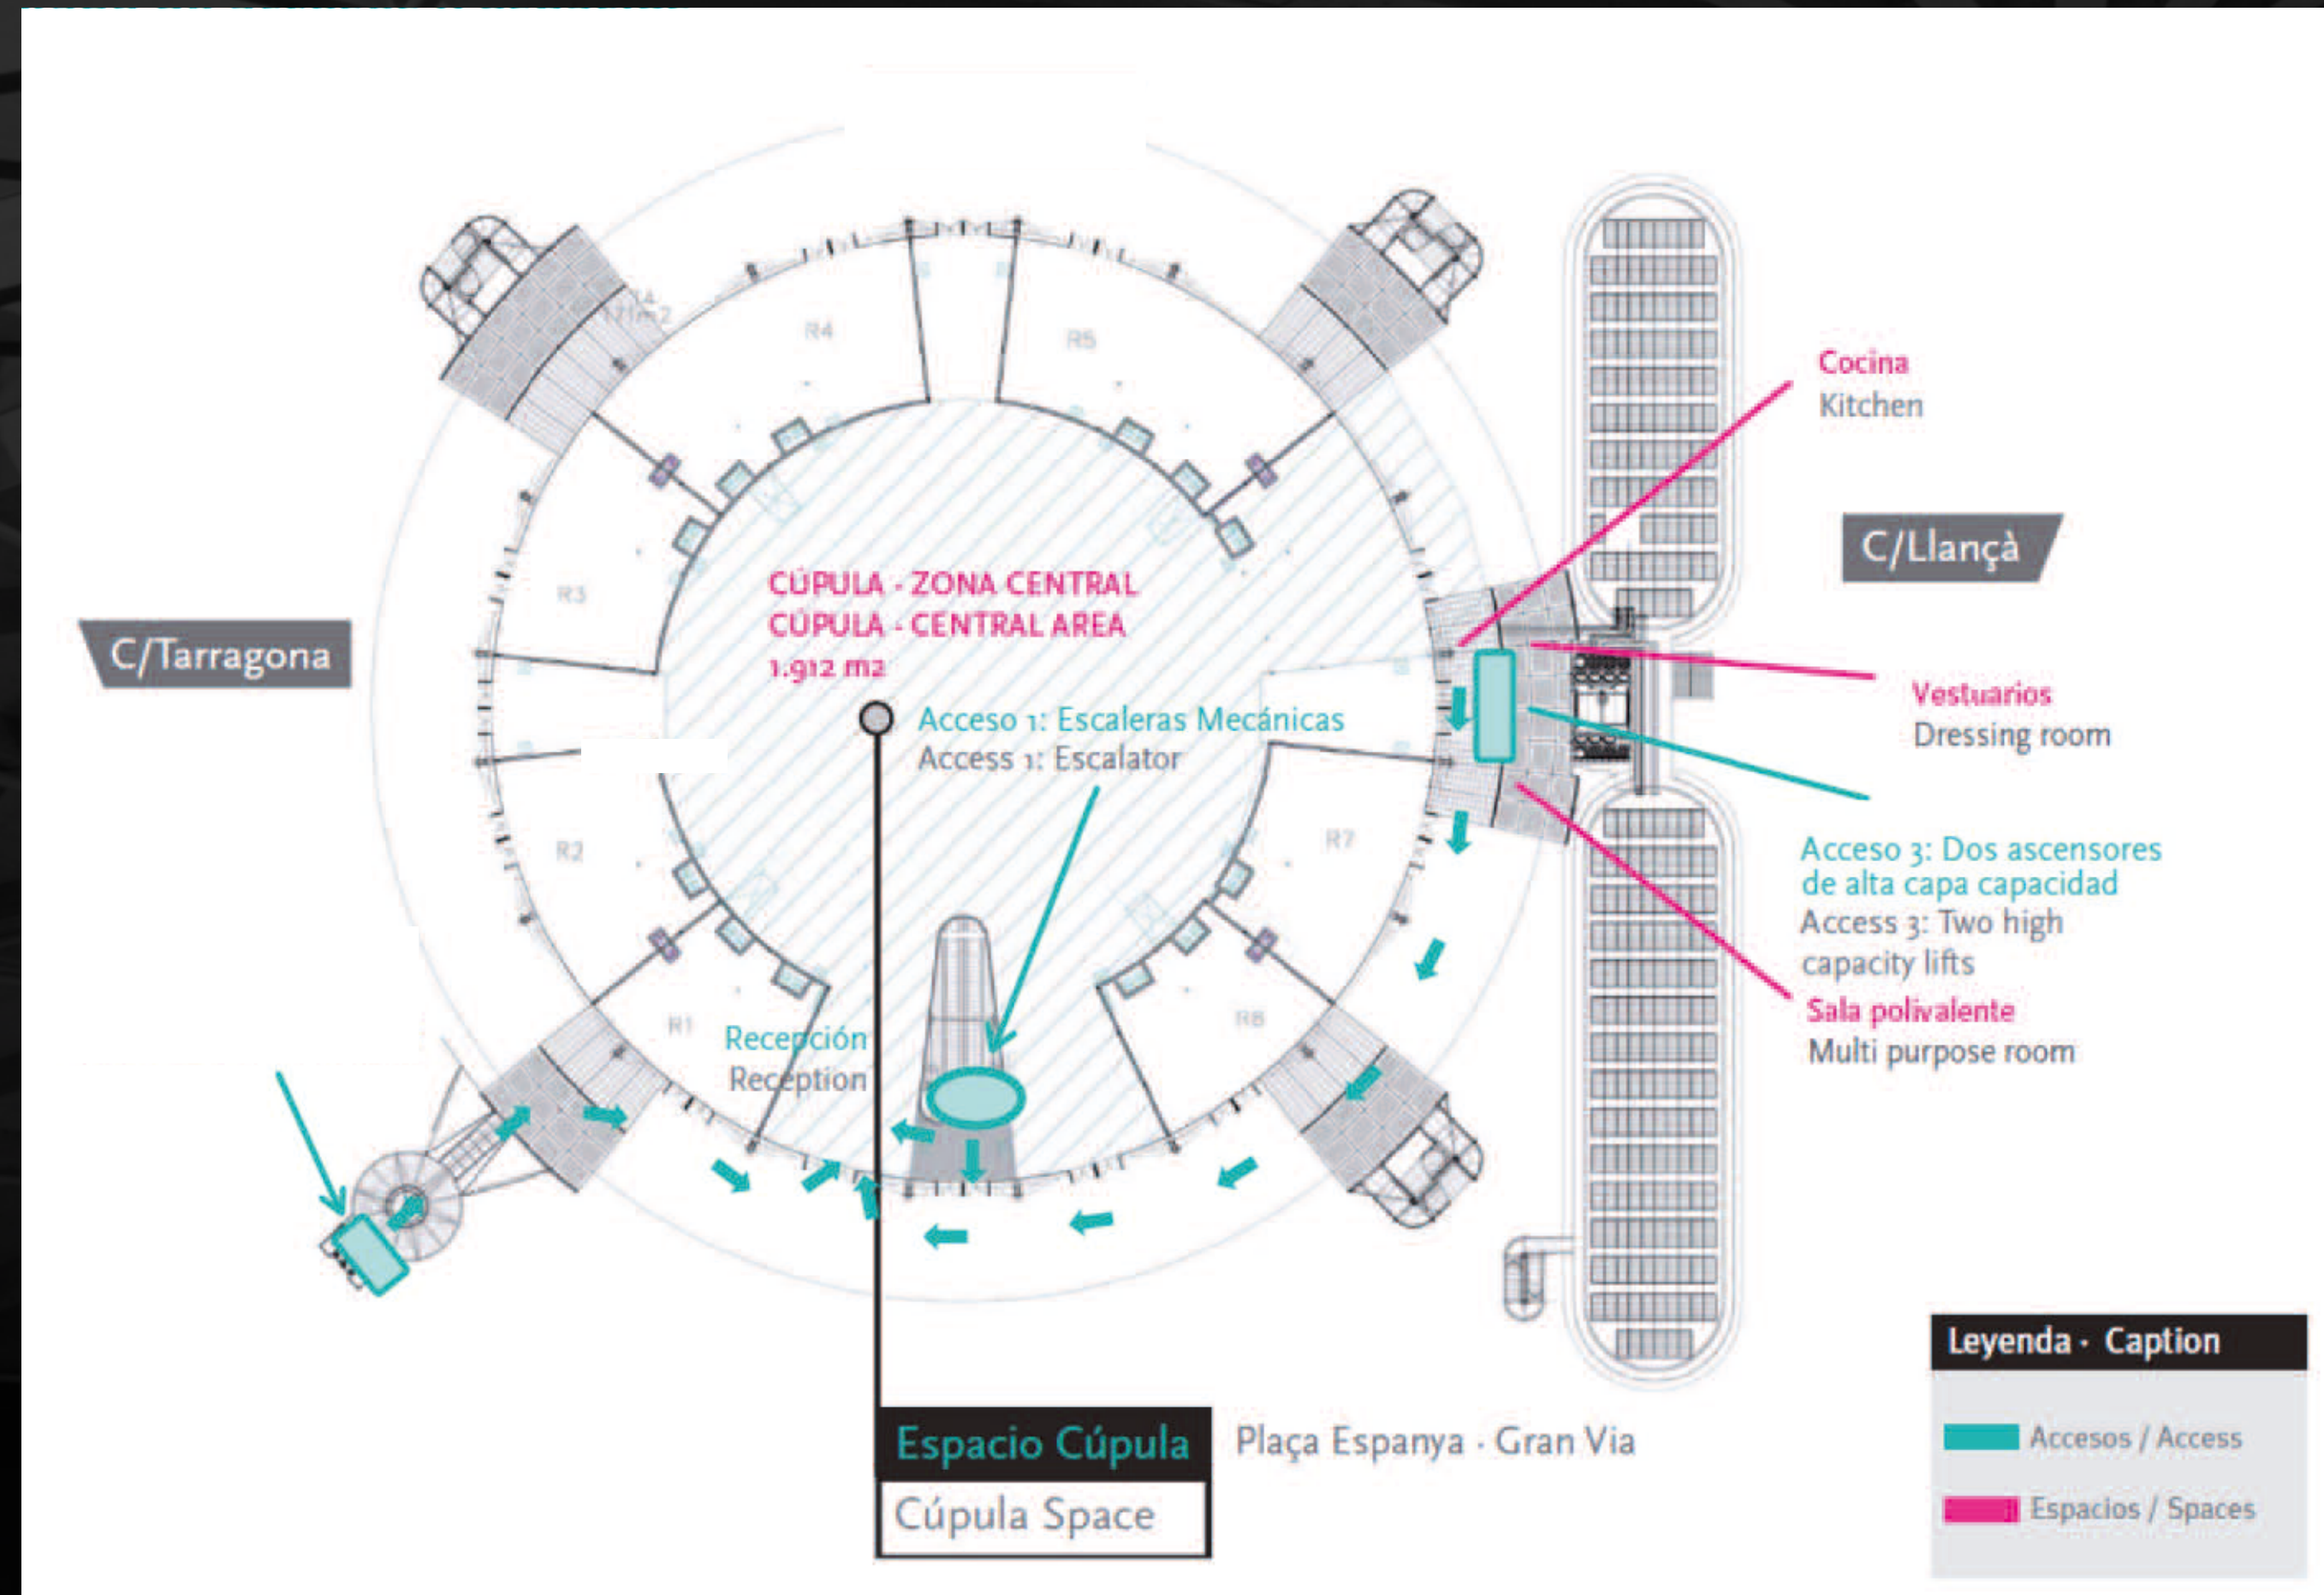 R4
R5
R3
R2
R1
R7
R8
171m2
Cocina
Kitchen
C/Llançà
C/Tarragona
CÚPULA - ZONA CENTRAL
CÚPULA - CENTRAL AREA
1.912 m2
Acceso 1: Escaleras Mecánicas
Access 1: Escalator
Vestuarios
Dressing room
Acceso 3: Dos ascensores
de alta capa capacidad
Access 3: Two high
capacity lifts
Sala polivalente
Multi purpose room
Recepción
Reception
Espacio Cúpula
Cúpula Space
Plaça Espanya · Gran Via
Leyenda · Caption
Accesos / Access
Espacios / Spaces